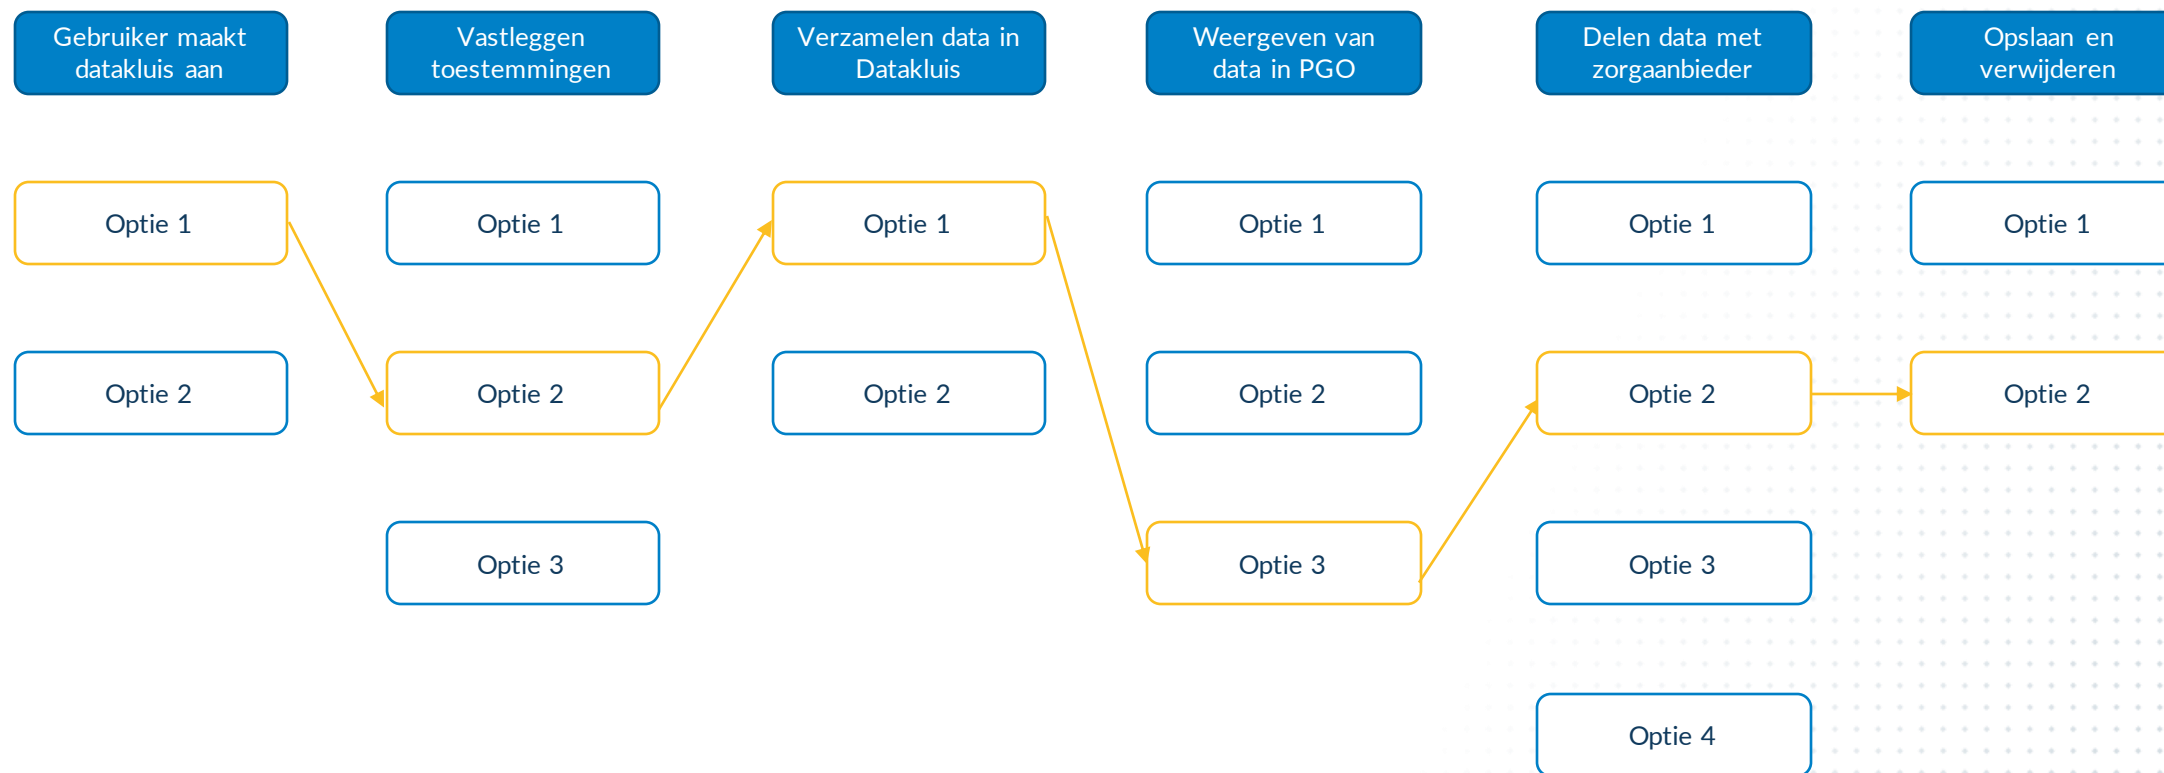 Gebruiker maakt
datakluis aan
Vastleggen
toestemmingen
Verzamelen data in
Datakluis
Weergeven van
data in PGO
Delen data met
zorgaanbieder
Opslaan en
verwijderen
Optie 1
Optie 1
Optie 1
Optie 1
Optie 1
Optie 1
Optie 2
Optie 2
Optie 2
Optie 2
Optie 2
Optie 2
Optie 3
Optie 3
Optie 3
Optie 4